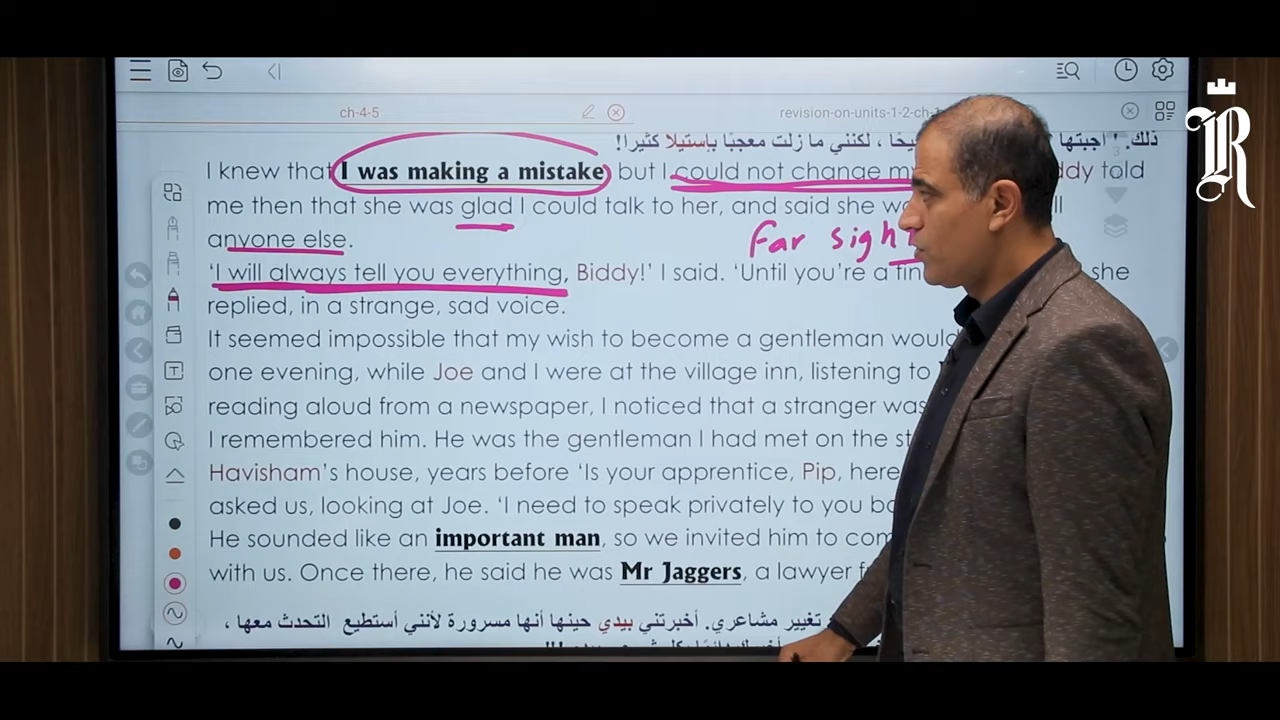 ch-4-5
revision-on-units-1-2-ch-1
ذلك. ' اجبتها ، لكنني ما زلت معجبًا بإستيلا كثيرا!
I knew that I was making a mistake but I could not change my Biddy told
me then that she was glad I could talk to her, and said she
anyone else.
far sight
'I will always tell you everything, Biddy!' I said. 'Until you're a she
replied, in a strange, sad voice.
It seemed impossible that my wish to become a gentleman would
one evening, while Joe and I were at the village inn, listening to
reading aloud from a newspaper, I noticed that a stranger was
I remembered him. He was the gentleman I had met on the
Havisham's house, years before 'Is your apprentice, Pip, here
asked us, looking at Joe. 'I need to speak privately to you
He sounded like an important man, so we invited him to
with us. Once there, he said he was Mr Jaggers, a lawyer
تغيير مشاعري. أخبرتني بيدي حينها أنها مسرورة لأنني أستطيع التحدث معها ،
R